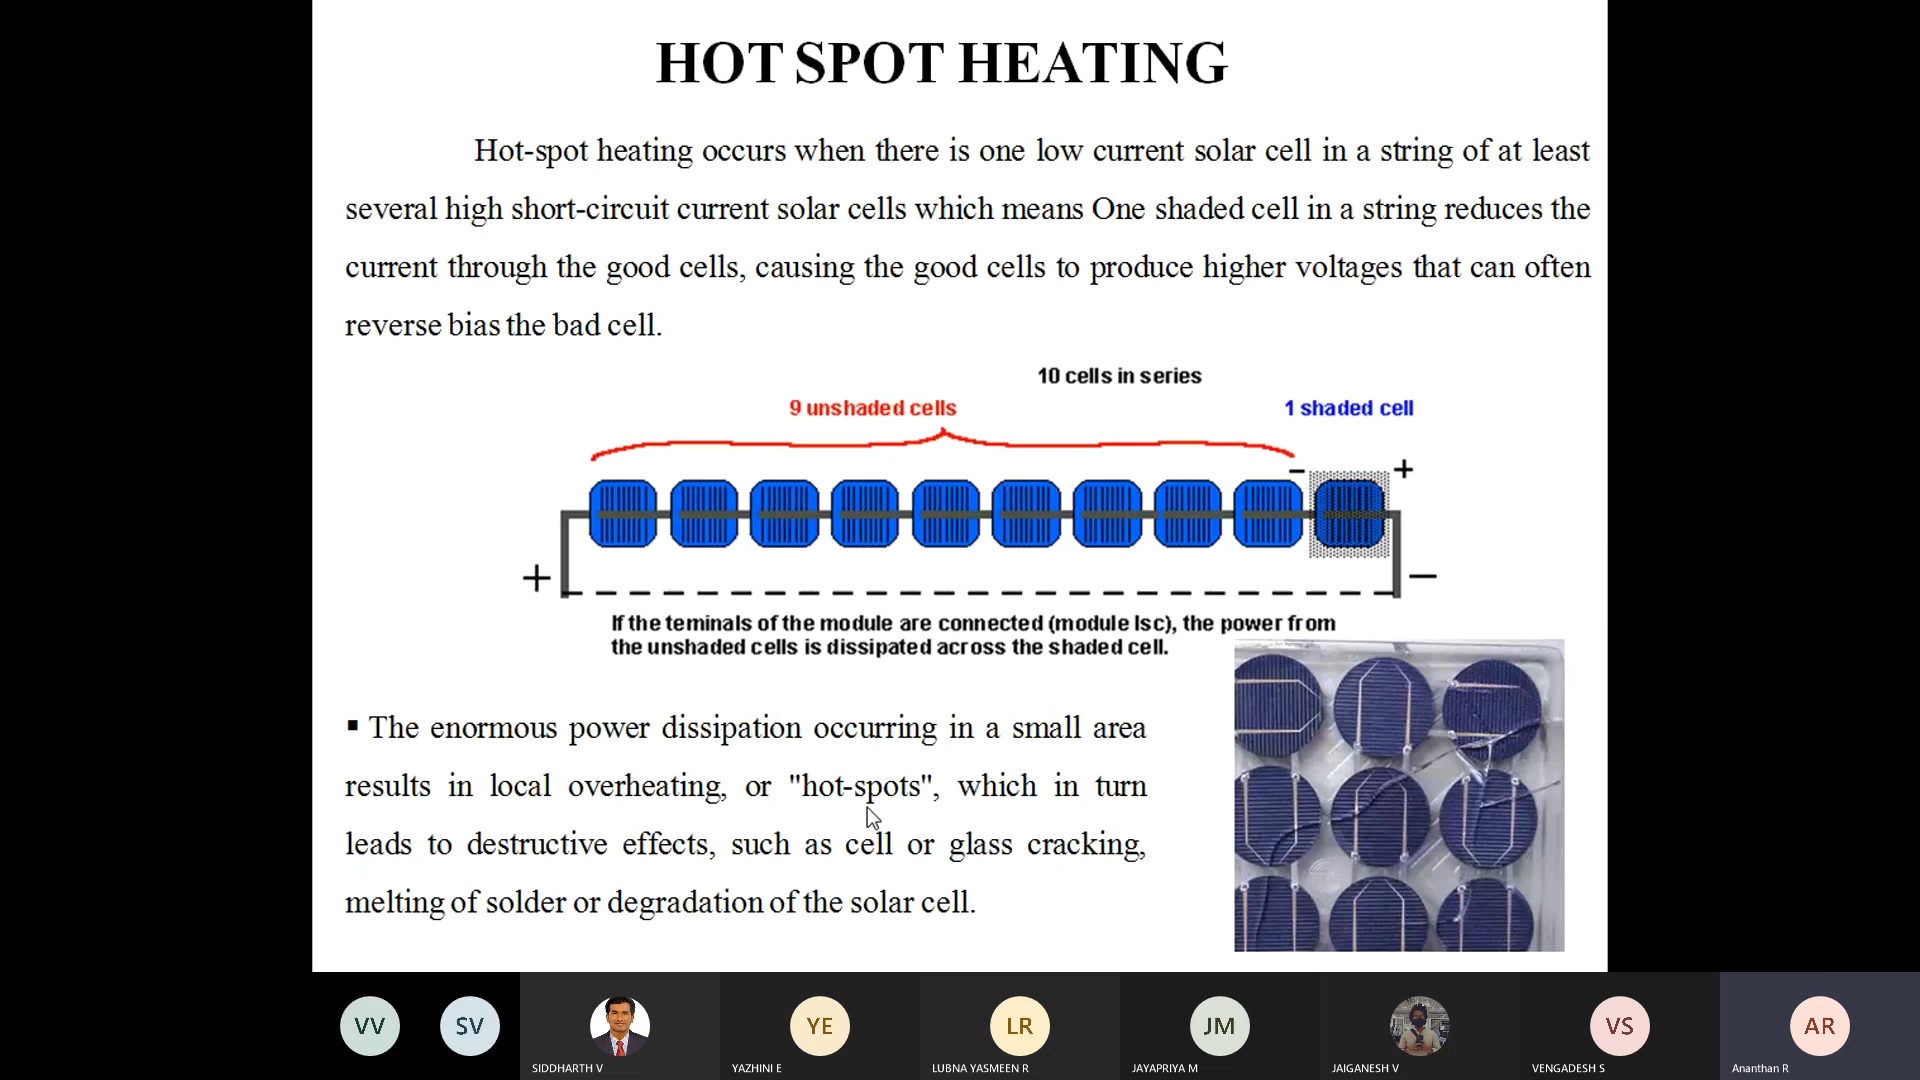 HOT SPOT HEATING
Hot-spot heating occurs when there is one low current solar cell in a string of at least
several high short-circuit current solar cells which means One shaded cell in a string reduces the
current through the good cells, causing the good cells to produce higher voltages that can often
reverse bias the bad cell.
10 cells in series
9 unshaded cells
1 shaded cell
− +
+ −
If the teminals of the module are connected (module Isc), the power from
the unshaded cells is dissipated across the shaded cell.
▪ The enormous power dissipation occurring in a small area
results in local overheating, or "hot-spots", which in turn
leads to destructive effects, such as cell or glass cracking,
melting of solder or degradation of the solar cell.
VV SV YE LR JM VS AR
SIDDHARTH V YAZHINI E LUBNA YASMEEN R JAYAPRIYA M JAIGANESH V VENGADESH S Ananthan R